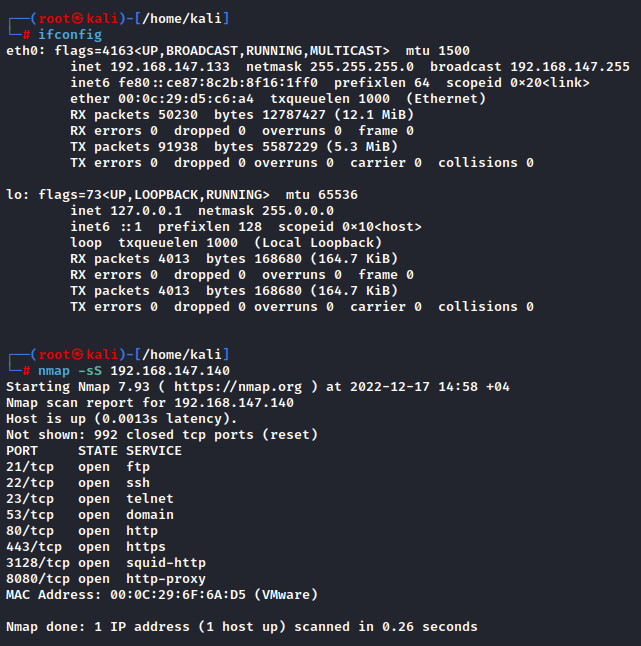 ┌──(root㉿kali)-[/home/kali]
└─# ifconfig
eth0: flags=4163<UP,BROADCAST,RUNNING,MULTICAST>  mtu 1500
        inet 192.168.147.133  netmask 255.255.255.0  broadcast 192.168.147.255
        inet6 fe80::ce87:8c2b:8f16:1ff0  prefixlen 64  scopeid 0×20<link>
        ether 00:0c:29:d5:c6:a4  txqueuelen 1000  (Ethernet)
        RX packets 50230  bytes 12787427 (12.1 MiB)
        RX errors 0  dropped 0  overruns 0  frame 0
        TX packets 91938  bytes 5587229 (5.3 MiB)
        TX errors 0  dropped 0 overruns 0  carrier 0  collisions 0

lo: flags=73<UP,LOOPBACK,RUNNING>  mtu 65536
        inet 127.0.0.1  netmask 255.0.0.0
        inet6 ::1  prefixlen 128  scopeid 0×10<host>
        loop  txqueuelen 1000  (Local Loopback)
        RX packets 4013  bytes 168680 (164.7 KiB)
        RX errors 0  dropped 0  overruns 0  frame 0
        TX packets 4013  bytes 168680 (164.7 KiB)
        TX errors 0  dropped 0 overruns 0  carrier 0  collisions 0

┌──(root㉿kali)-[/home/kali]
└─# nmap -sS 192.168.147.140
Starting Nmap 7.93 ( https://nmap.org ) at 2022-12-17 14:58 +04
Nmap scan report for 192.168.147.140
Host is up (0.0013s latency).
Not shown: 992 closed tcp ports (reset)
PORT     STATE SERVICE
21/tcp   open  ftp
22/tcp   open  ssh
23/tcp   open  telnet
53/tcp   open  domain
80/tcp   open  http
443/tcp  open  https
3128/tcp open  squid-http
8080/tcp open  http-proxy
MAC Address: 00:0C:29:6F:6A:D5 (VMware)

Nmap done: 1 IP address (1 host up) scanned in 0.26 seconds